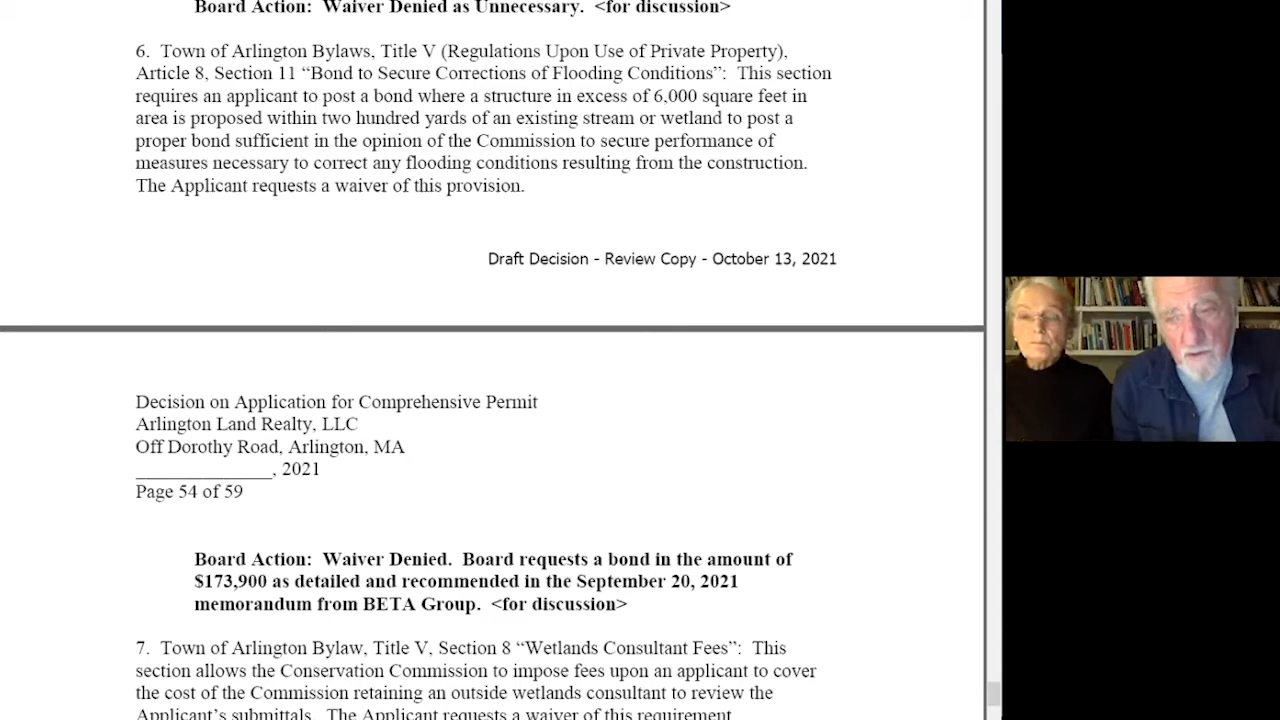 Board Action: Waiver Denied as Unnecessary. <for discussion>
6. Town of Arlington Bylaws, Title V (Regulations Upon Use of Private Property),
Article 8, Section 11 “Bond to Secure Corrections of Flooding Conditions”: This section
requires an applicant to post a bond where a structure in excess of 6,000 square feet in
area is proposed within two hundred yards of an existing stream or wetland to post a
proper bond sufficient in the opinion of the Commission to secure performance of
measures necessary to correct any flooding conditions resulting from the construction.
The Applicant requests a waiver of this provision.
Draft Decision - Review Copy - October 13, 2021
Decision on Application for Comprehensive Permit
Arlington Land Realty, LLC
Off Dorothy Road, Arlington, MA
_______________, 2021
Page 54 of 59
Board Action: Waiver Denied. Board requests a bond in the amount of
$173,900 as detailed and recommended in the September 20, 2021
memorandum from BETA Group. <for discussion>
7. Town of Arlington Bylaw, Title V, Section 8 “Wetlands Consultant Fees”: This
section allows the Conservation Commission to impose fees upon an applicant to cover
the cost of the Commission retaining an outside wetlands consultant to review the
Applicant’s submittals. The Applicant requests a waiver of this requirement